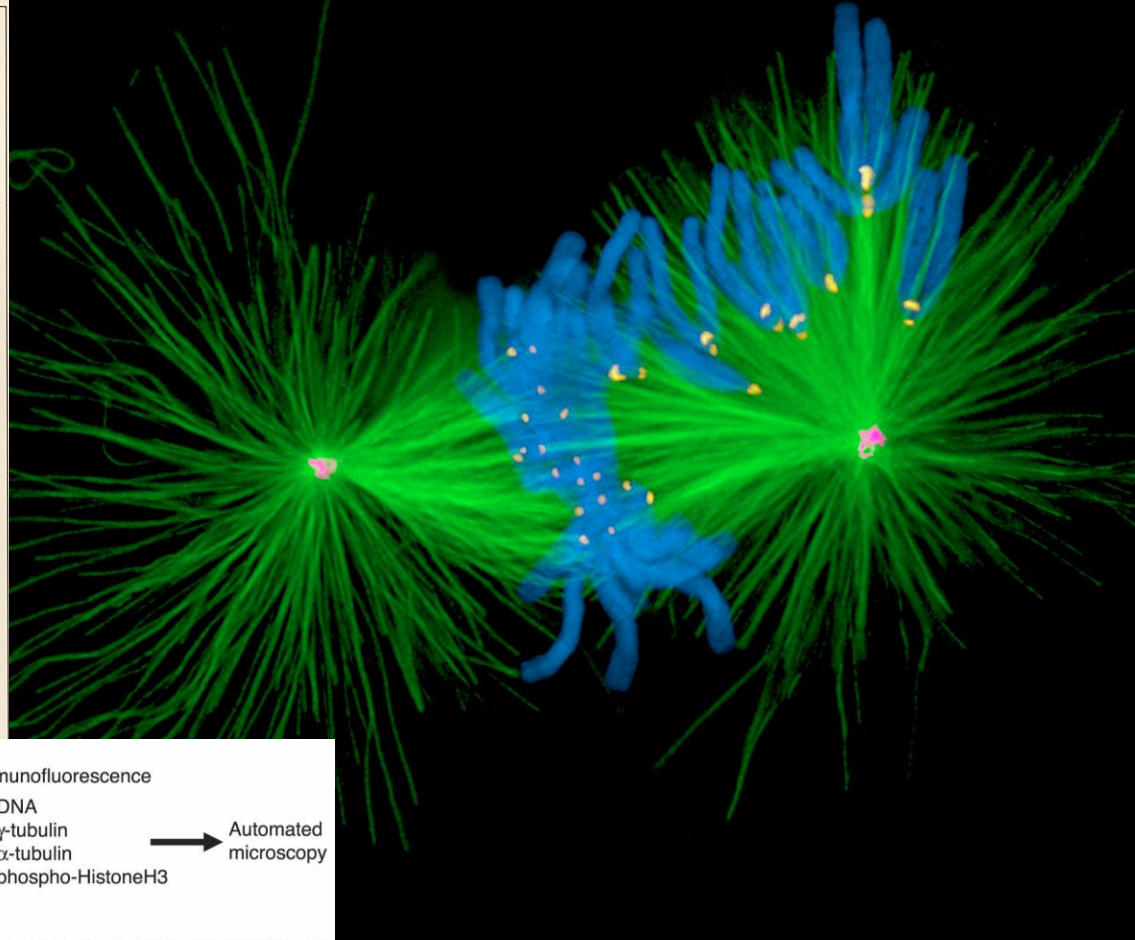 munofluorescence
DNA
γ-tubulin
α-tubulin
phospho-HistoneH3
Automated
microscopy